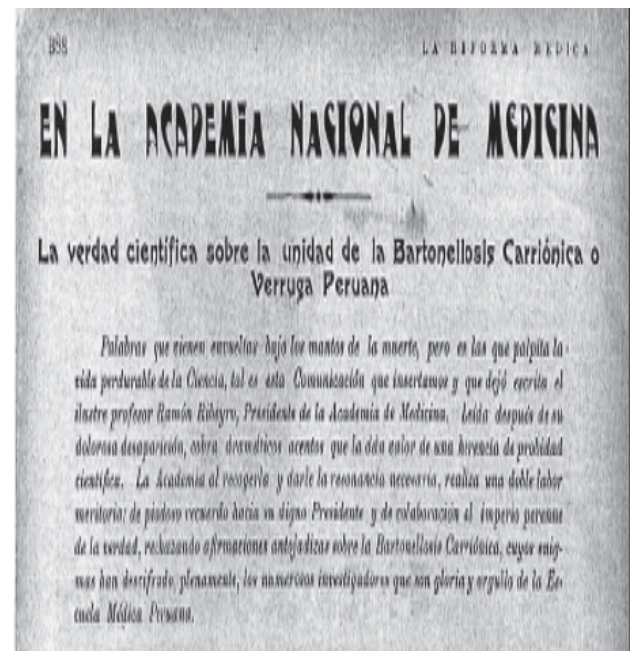 898 LA REFORMA MEDICA
EN LA ACADEMIA NACIONAL DE MEDICINA
La verdad científica sobre la unidad de la Bartonellosis Carriónica o
Verruga Peruana
Palabras que vienen envueltas bajo los mantos de la muerte, pero en las que palpita la
vida perdurable de la Ciencia, tal es esta Comunicación que insertamos y que dejó escrita el
ilustre profesor Ramón Ribeyro, Presidente de la Academia de Medicina. Leída después de su
dolorosa desaparición, cobra dramáticos acentos que la dan valor de una herencia de probidad
científica. La Academia al recogerla y darle la resonancia necesaria, realiza una doble labor
meritoria: de piadoso recuerdo hacia su digno Presidente y de colaboración al imperio perenne
de la verdad, rechazando afirmaciones antojadizas sobre la Bartonellosis Carriónica, cuyos enig-
mas han descifrado, plenamente, los numerosos investigadores que son gloria y orgullo de la Es-
cuela Médica Peruana.